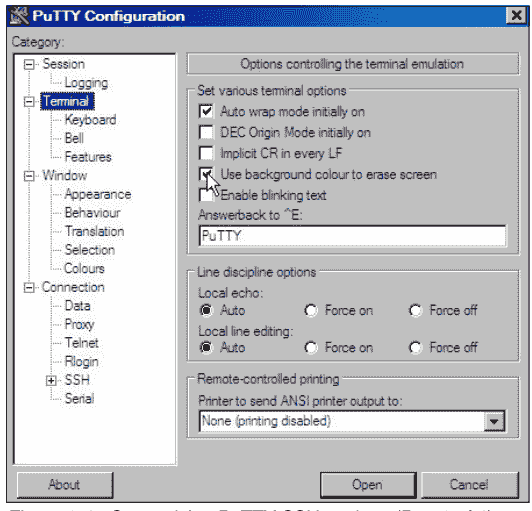 PuTTY Configuration
Category:
Session
Logging
Terminal
Keyboard
Bell
Features
Window
Appearance
Behaviour
Translation
Selection
Colours
Connection
Data
Proxy
Telnet
Rlogin
SSH
Serial
Options controlling the terminal emulation
Set various terminal options
Auto wrap mode initially on
DEC Origin Mode initially on
Implicit CR in every LF
Use background colour to erase screen
Enable blinking text
Answerback to ^E:
PuTTY
Line discipline options
Local echo:
Auto Force on Force off
Local line editing:
Auto Force on Force off
Remote-controlled printing
Printer to send ANSI printer output to:
None (printing disabled)
About Open Cancel